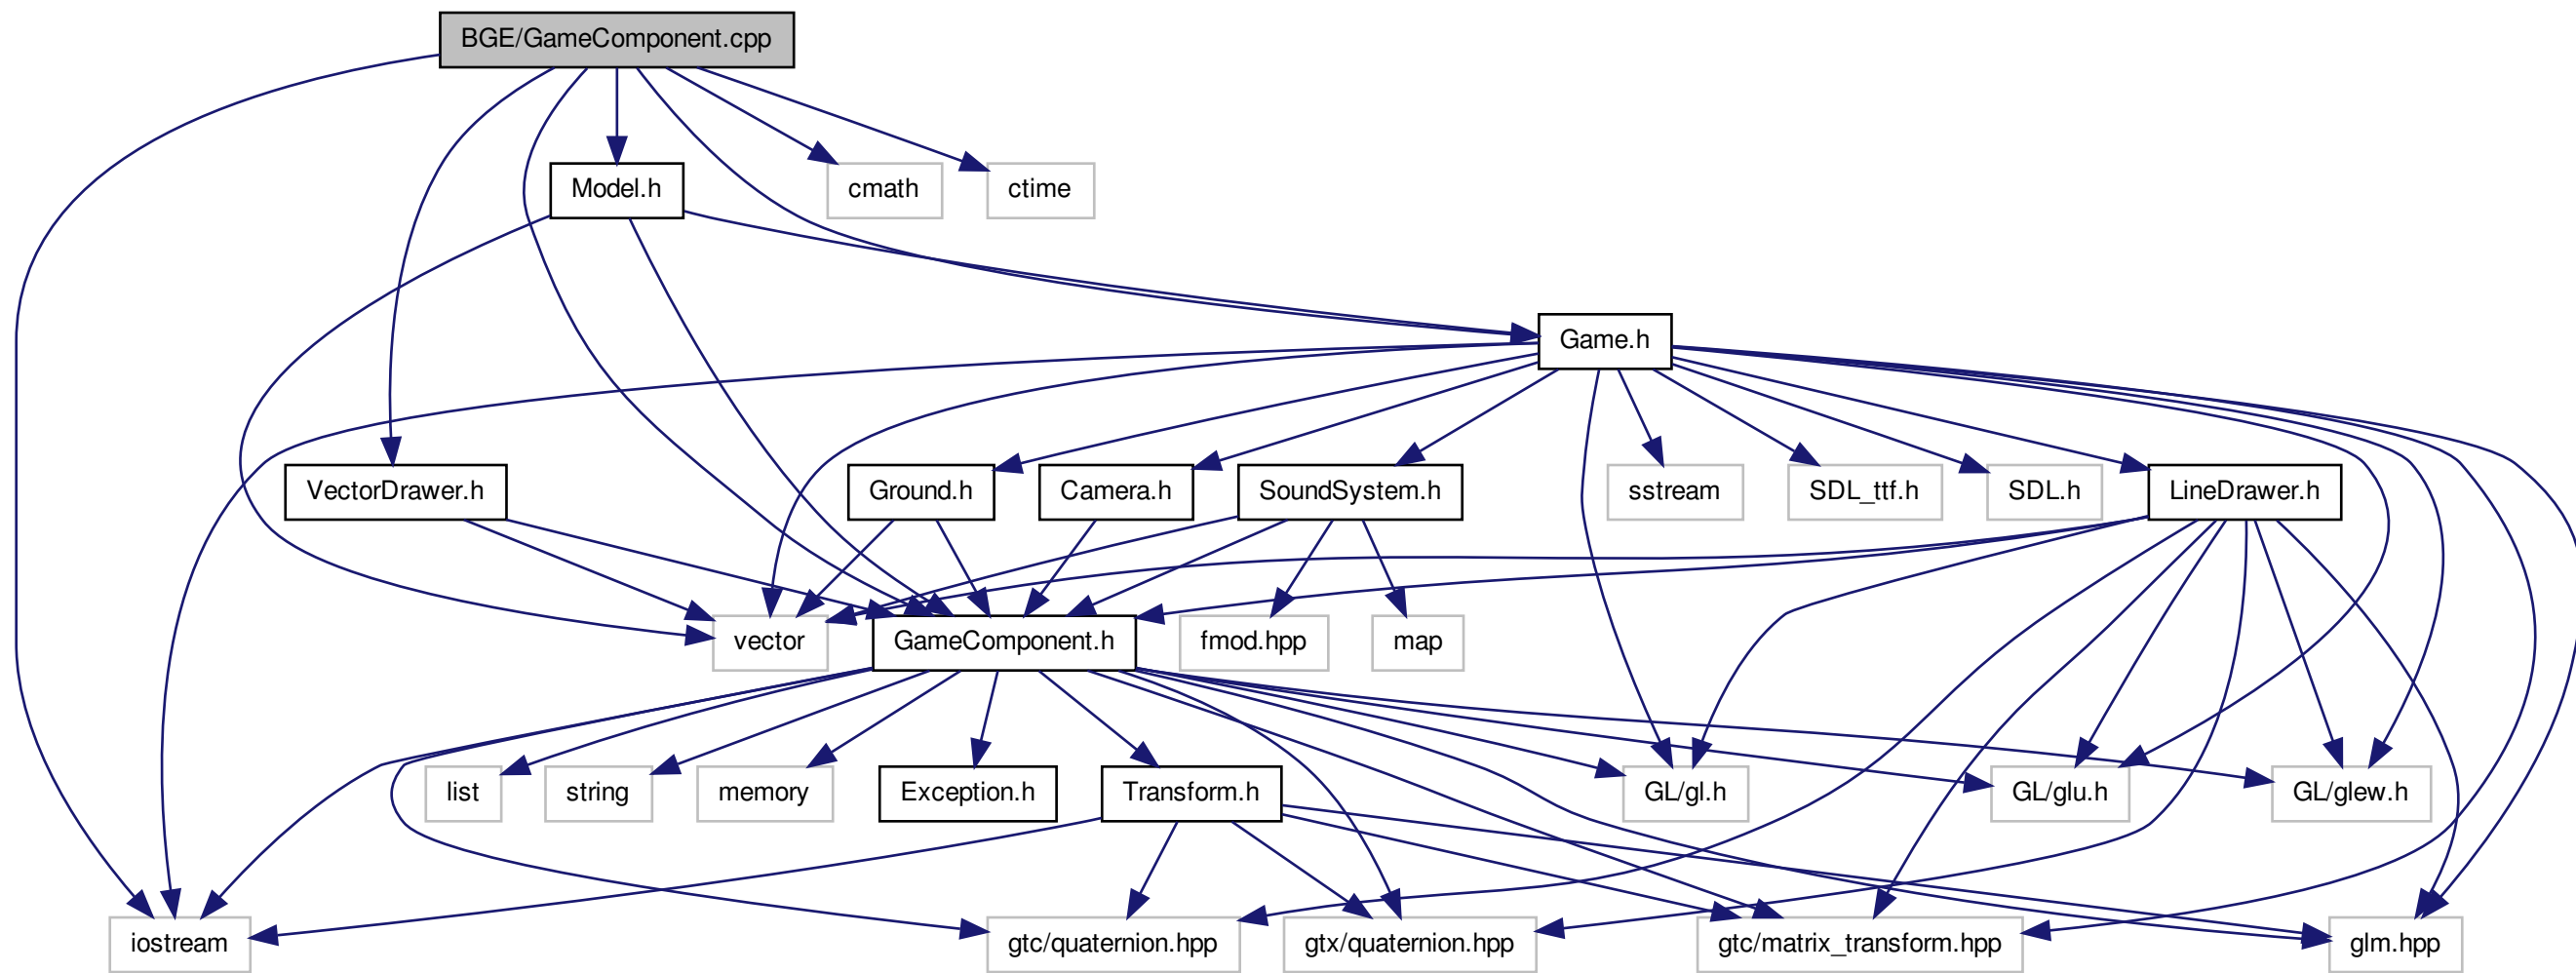 BGE/GameComponent.cpp
Model.h
cmath
ctime
Game.h
VectorDrawer.h
Ground.h
Camera.h
SoundSystem.h
sstream
SDL_ttf.h
SDL.h
LineDrawer.h
vector
GameComponent.h
fmod.hpp
map
list
string
memory
Exception.h
Transform.h
GL/gl.h
GL/glu.h
GL/glew.h
iostream
gtc/quaternion.hpp
gtx/quaternion.hpp
gtc/matrix_transform.hpp
glm.hpp